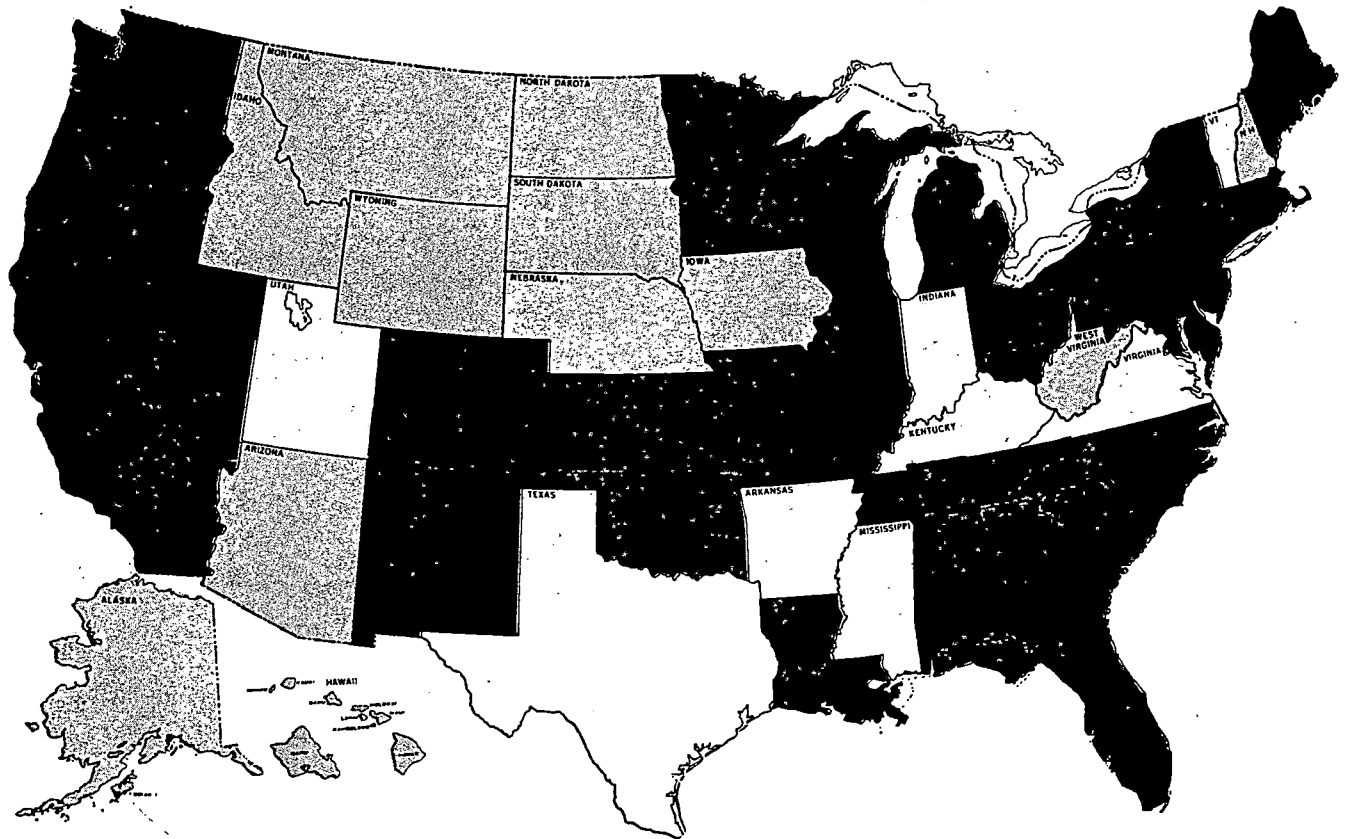 MONTANA
NORTH DAKOTA
IDAHO
VT
N H
SOUTH DAKOTA
WYOMING
IOWA
NEBRASKA
UTAH
INDIANA
WEST
VIRGINIA
VIRGINIA
KENTUCKY
ARIZONA
TEXAS
ARKANSAS
MISSISSIPPI
ALASKA
HAWAII